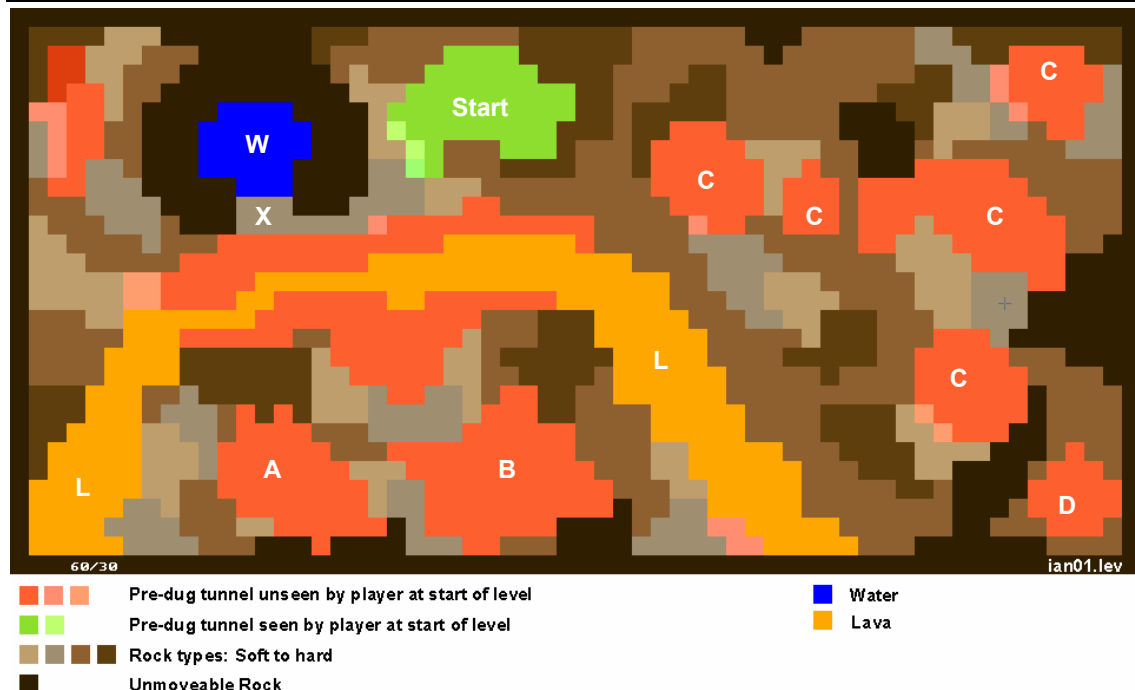 C
Start
W
C
X
C
C
L
C
A
B
L
D
60/30
ian01.lev
Pre-dug tunnel unseen by player at start of level
Water
Pre-dug tunnel seen by player at start of level
Lava
Rock types: Soft to hard
Unmoveable Rock